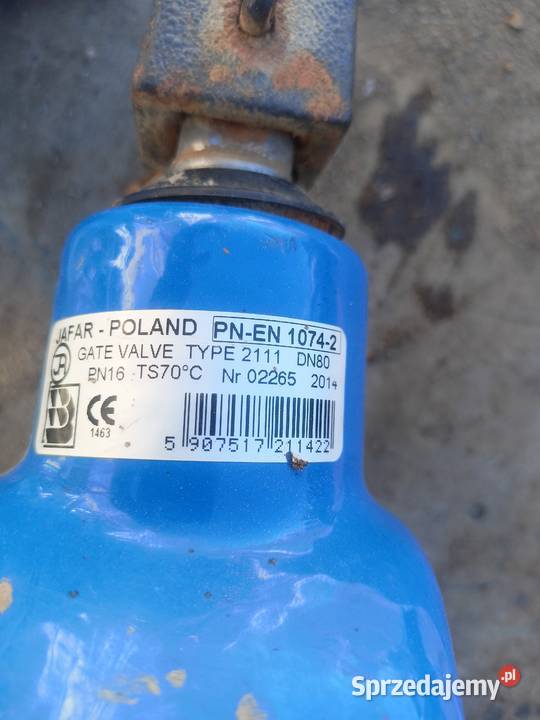 JAFAR - POLAND PN-EN 1074-2
GATE VALVE TYPE 2111 DN80
PN16 TS70°C Nr 02265 2014
CE
1463
5 907517 211422
Sprzedajemy.pl